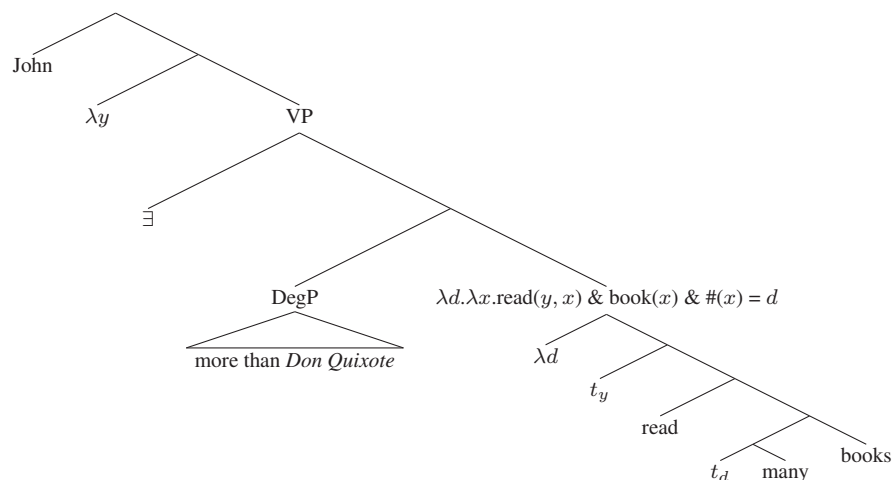 John
λy
VP
∃
DegP
λd.λx.read(y, x) & book(x) & #(x) = d
more than Don Quixote
λd
t_y
read
books
t_d
many